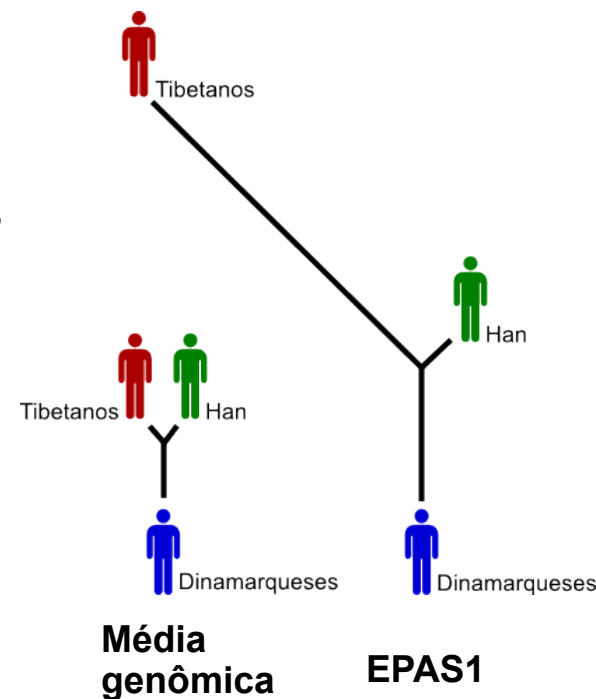 Tibetanos
Han
Tibetanos
Han
Dinamarqueses
Dinamarqueses
Média
genômica
EPAS1